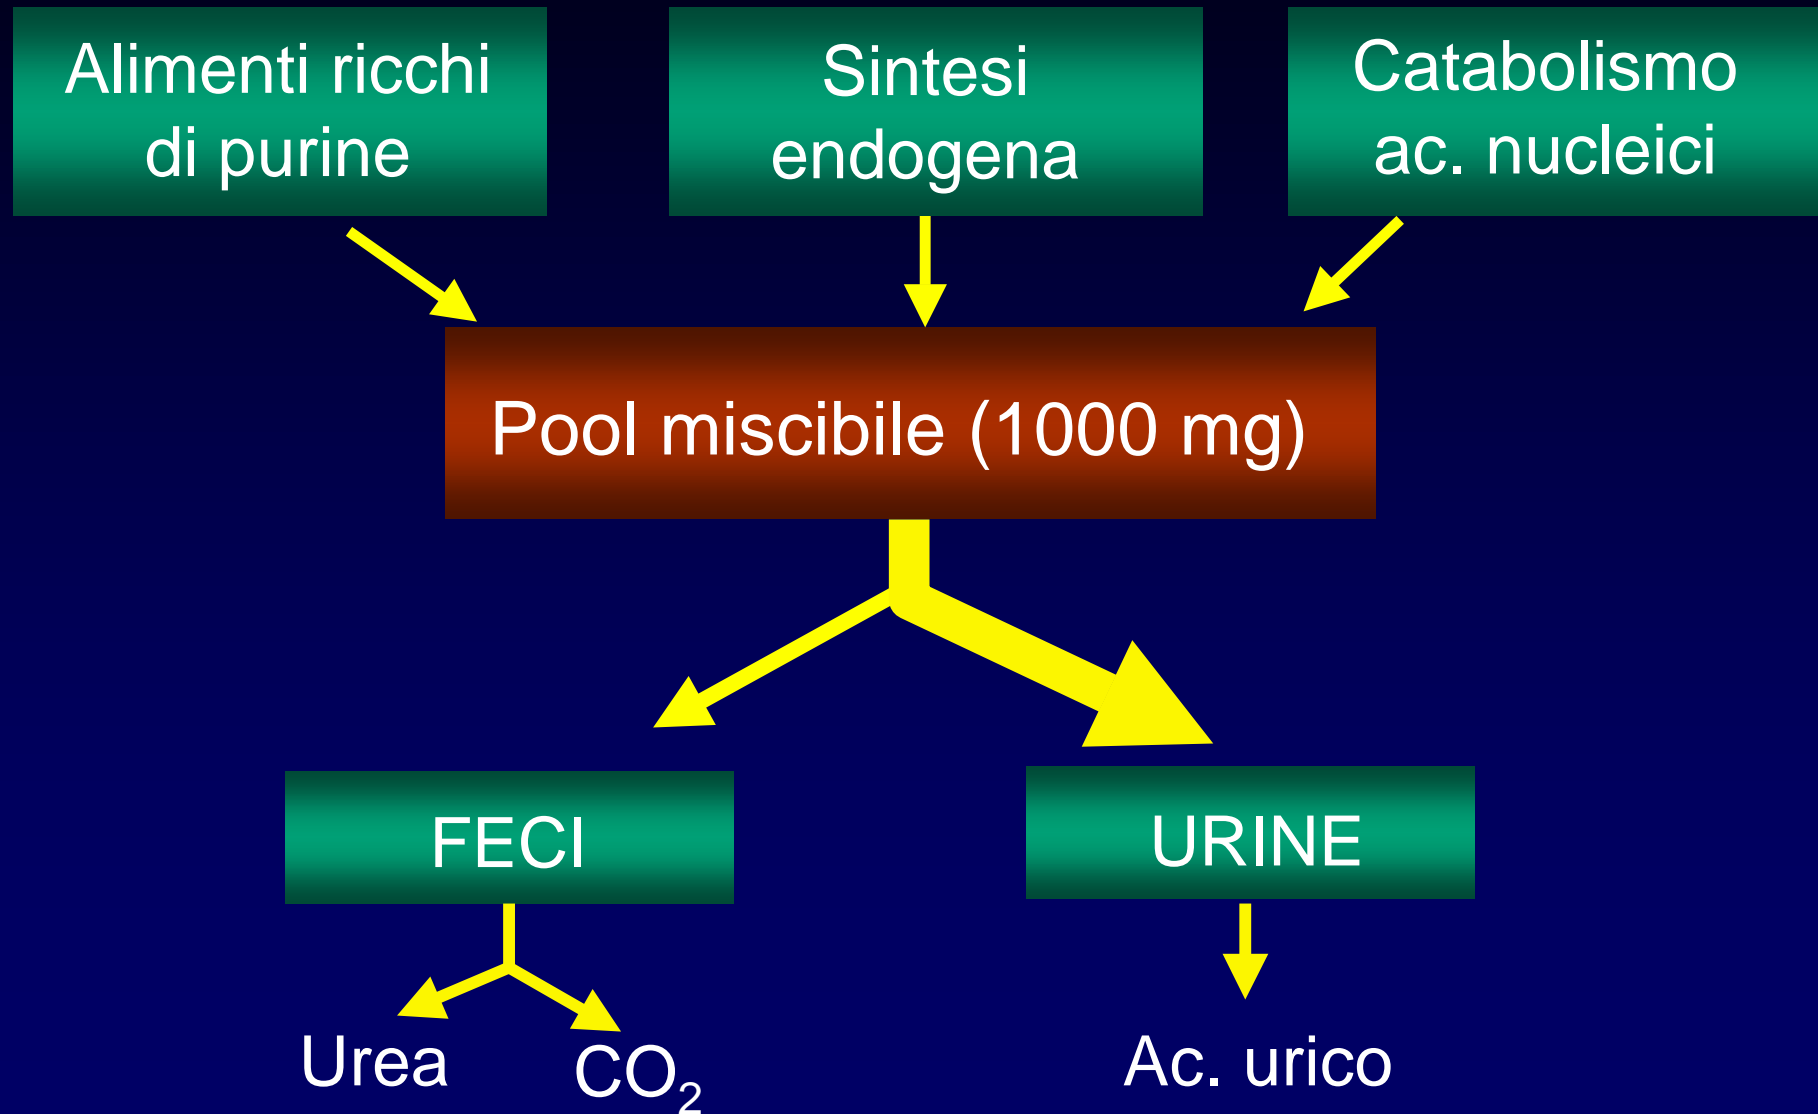 Alimenti ricchi
di purine
Sintesi
endogena
Catabolismo
ac. nucleici
Pool miscibile (1000 mg)
FECI
URINE
Urea
CO₂
Ac. urico